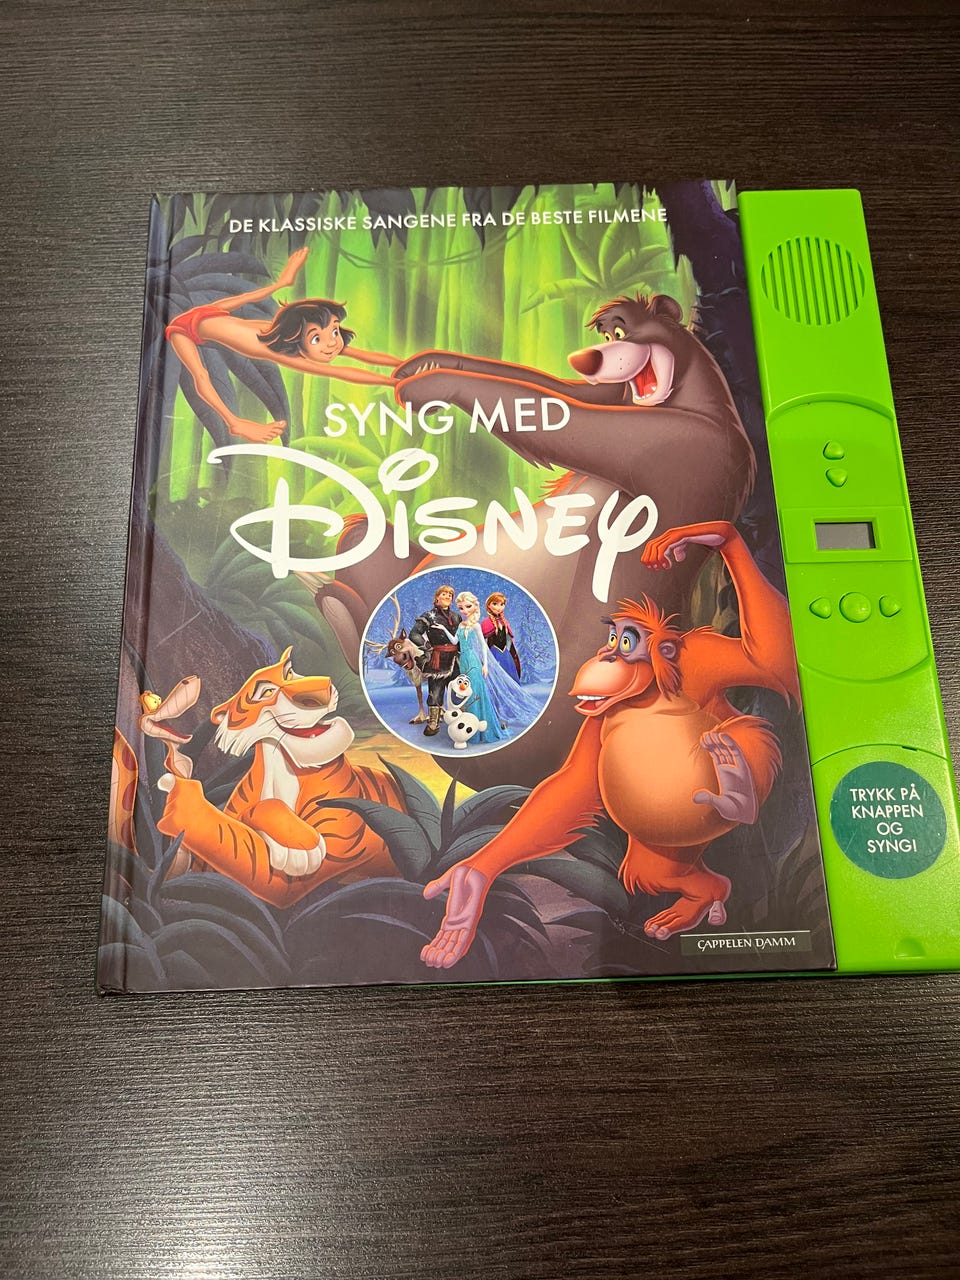 DE KLASSISKE SANGENE FRA DE BESTE FILMENE
SYNG MED
DISNEY
TRYKK PÅ
KNAPPEN
OG
SYNG!
CAPPELEN DAMM